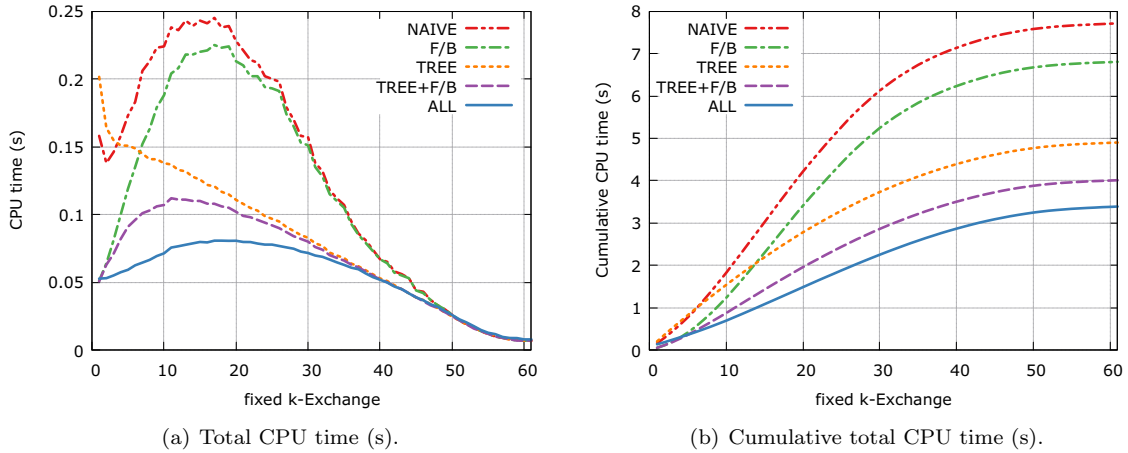 0.25
0.2
0.15
0.1
0.05
0
CPU time (s)
NAIVE
F/B
TREE
TREE+F/B
ALL
0 10 20 30 40 50 60
fixed k-Exchange
(a) Total CPU time (s).
8
7
6
5
4
3
2
1
0
Cumulative CPU time (s)
NAIVE
F/B
TREE
TREE+F/B
ALL
0 10 20 30 40 50 60
fixed k-Exchange
(b) Cumulative total CPU time (s).